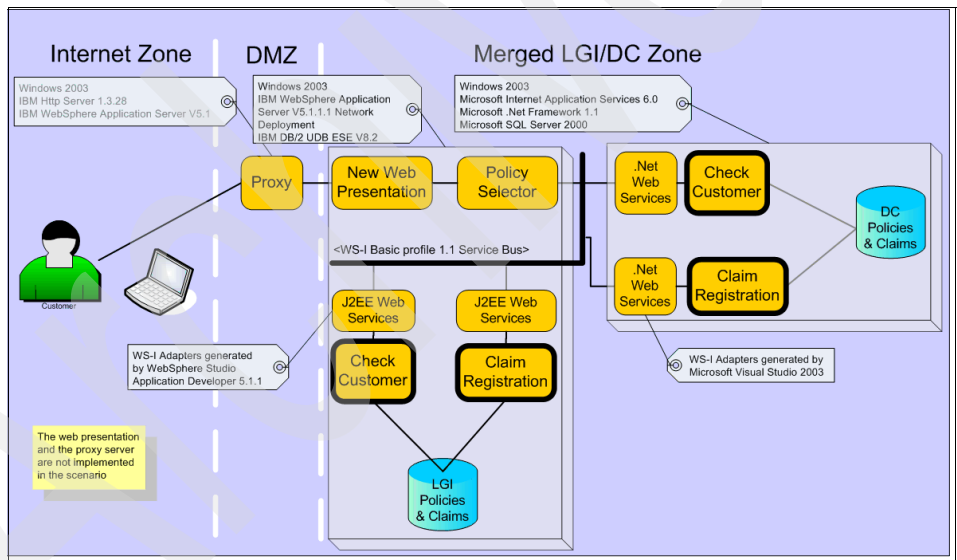 Internet Zone
DMZ
Merged LGI/DC Zone
Windows 2003
IBM Http Server 1.3.28
IBM WebSphere Application Server V5.1
Windows 2003
IBM WebSphere Application
Server V5.1.1.1 Network
Deployment
IBM DB/2 UDB ESE V8.2
Windows 2003
Microsoft Internet Application Services 6.0
Microsoft .Net Framework 1.1
Microsoft SQL Server 2000
Proxy
New Web
Presentation
Policy
Selector
.Net
Web
Services
Check
Customer
DC
Policies
& Claims
<WS-I Basic profile 1.1 Service Bus>
.Net
Web
Services
Claim
Registration
Customer
J2EE Web
Services
J2EE Web
Services
WS-I Adapters generated
by WebSphere Studio
Application Developer 5.1.1
Check
Customer
Claim
Registration
WS-I Adapters generated by
Microsoft Visual Studio 2003
The web presentation
and the proxy server
are not implemented
in the scenario
LGI
Policies
& Claims